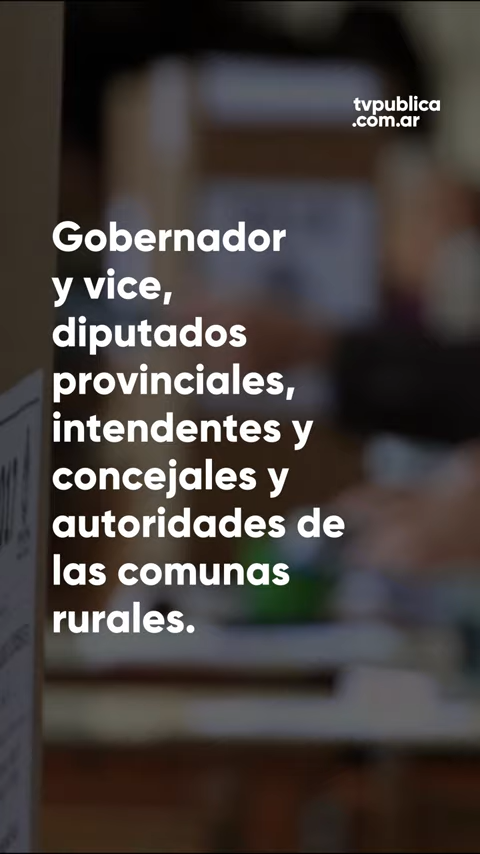 tvpublica
.com.ar
Gobernador
y vice,
diputados
provinciales,
intendentes y
concejales y
autoridades de
las comunas
rurales.